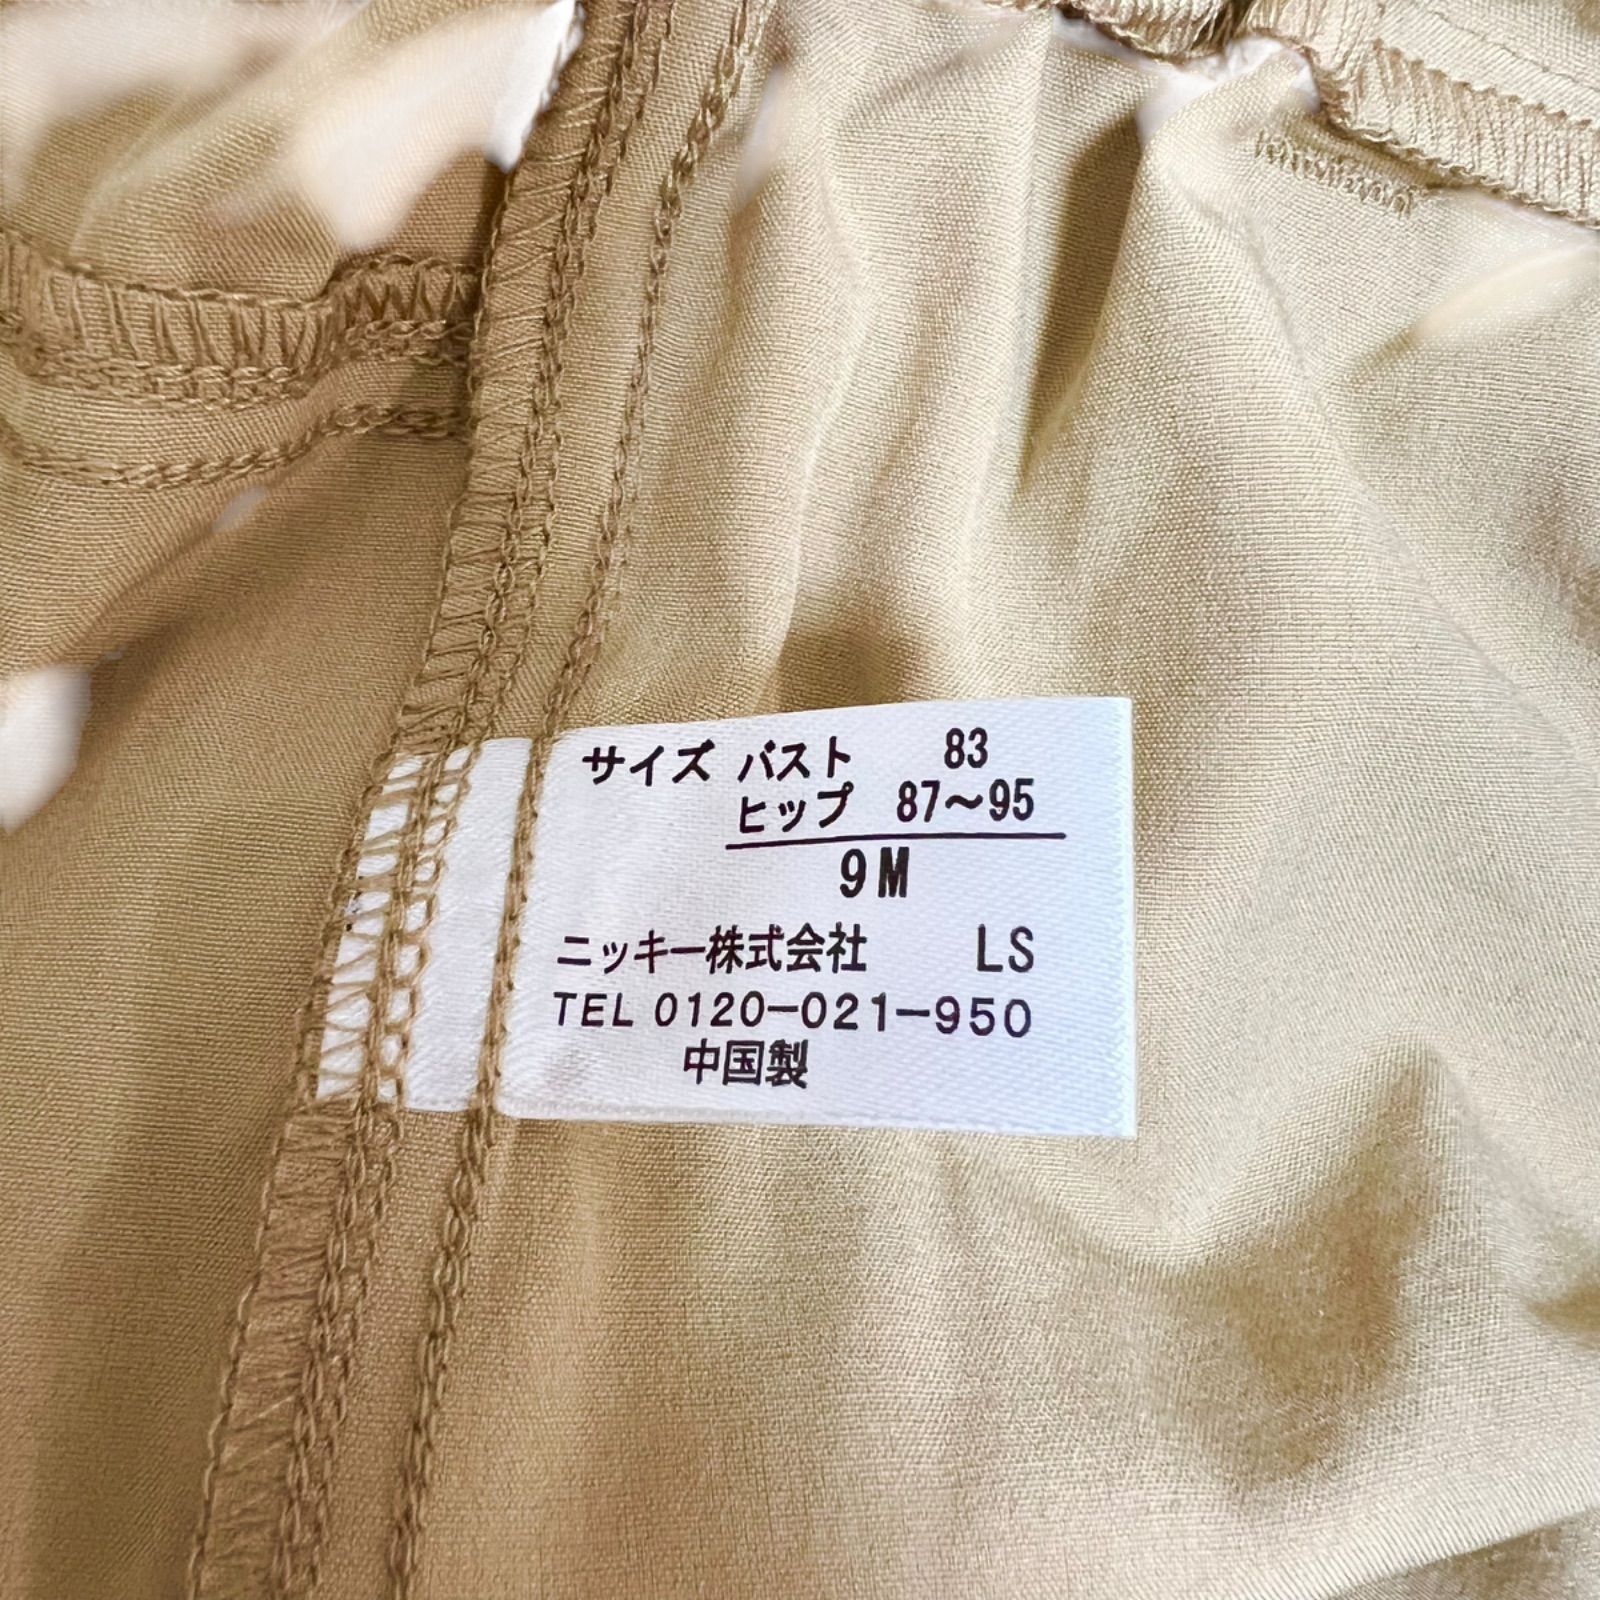 サイズ バスト 83
ヒップ 87〜95
9M
ニッキー株式会社 LS
TEL 0120-021-950
中国製